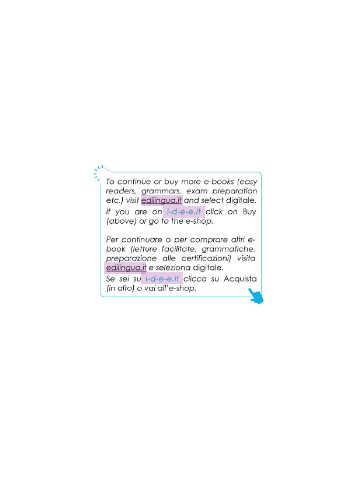 To continue or buy more e-books (easy
readers, grammars, exam preparation
etc.) visit edilingua.it and select digitale.
If you are on i-d-e-e.it click on Buy
(above) or go to the e-shop.
Per continuare o per comprare altri e-
book (letture facilitate, grammatiche,
preparazione alle certificazioni) visita
edilingua.it e seleziona digitale.
Se sei su i-d-e-e.it clicca su Acquista
(in alto) o vai all'e-shop.